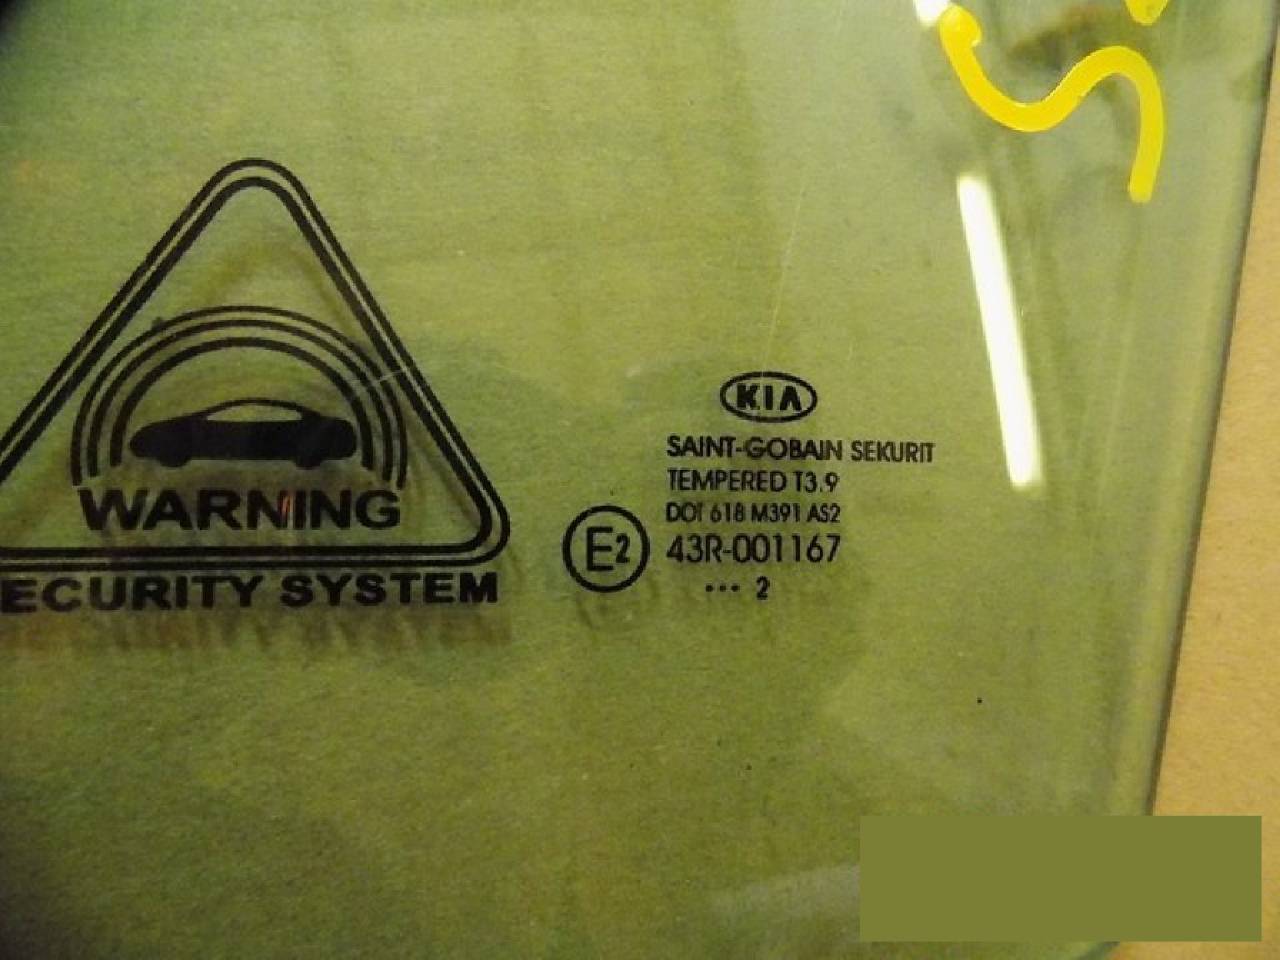 WARNING
ECURITY SYSTEM
KIA
SAINT-GOBAIN SEKURIT
TEMPERED T3.9
DOT 618 M391 AS2
E2 43R-001167
... 2